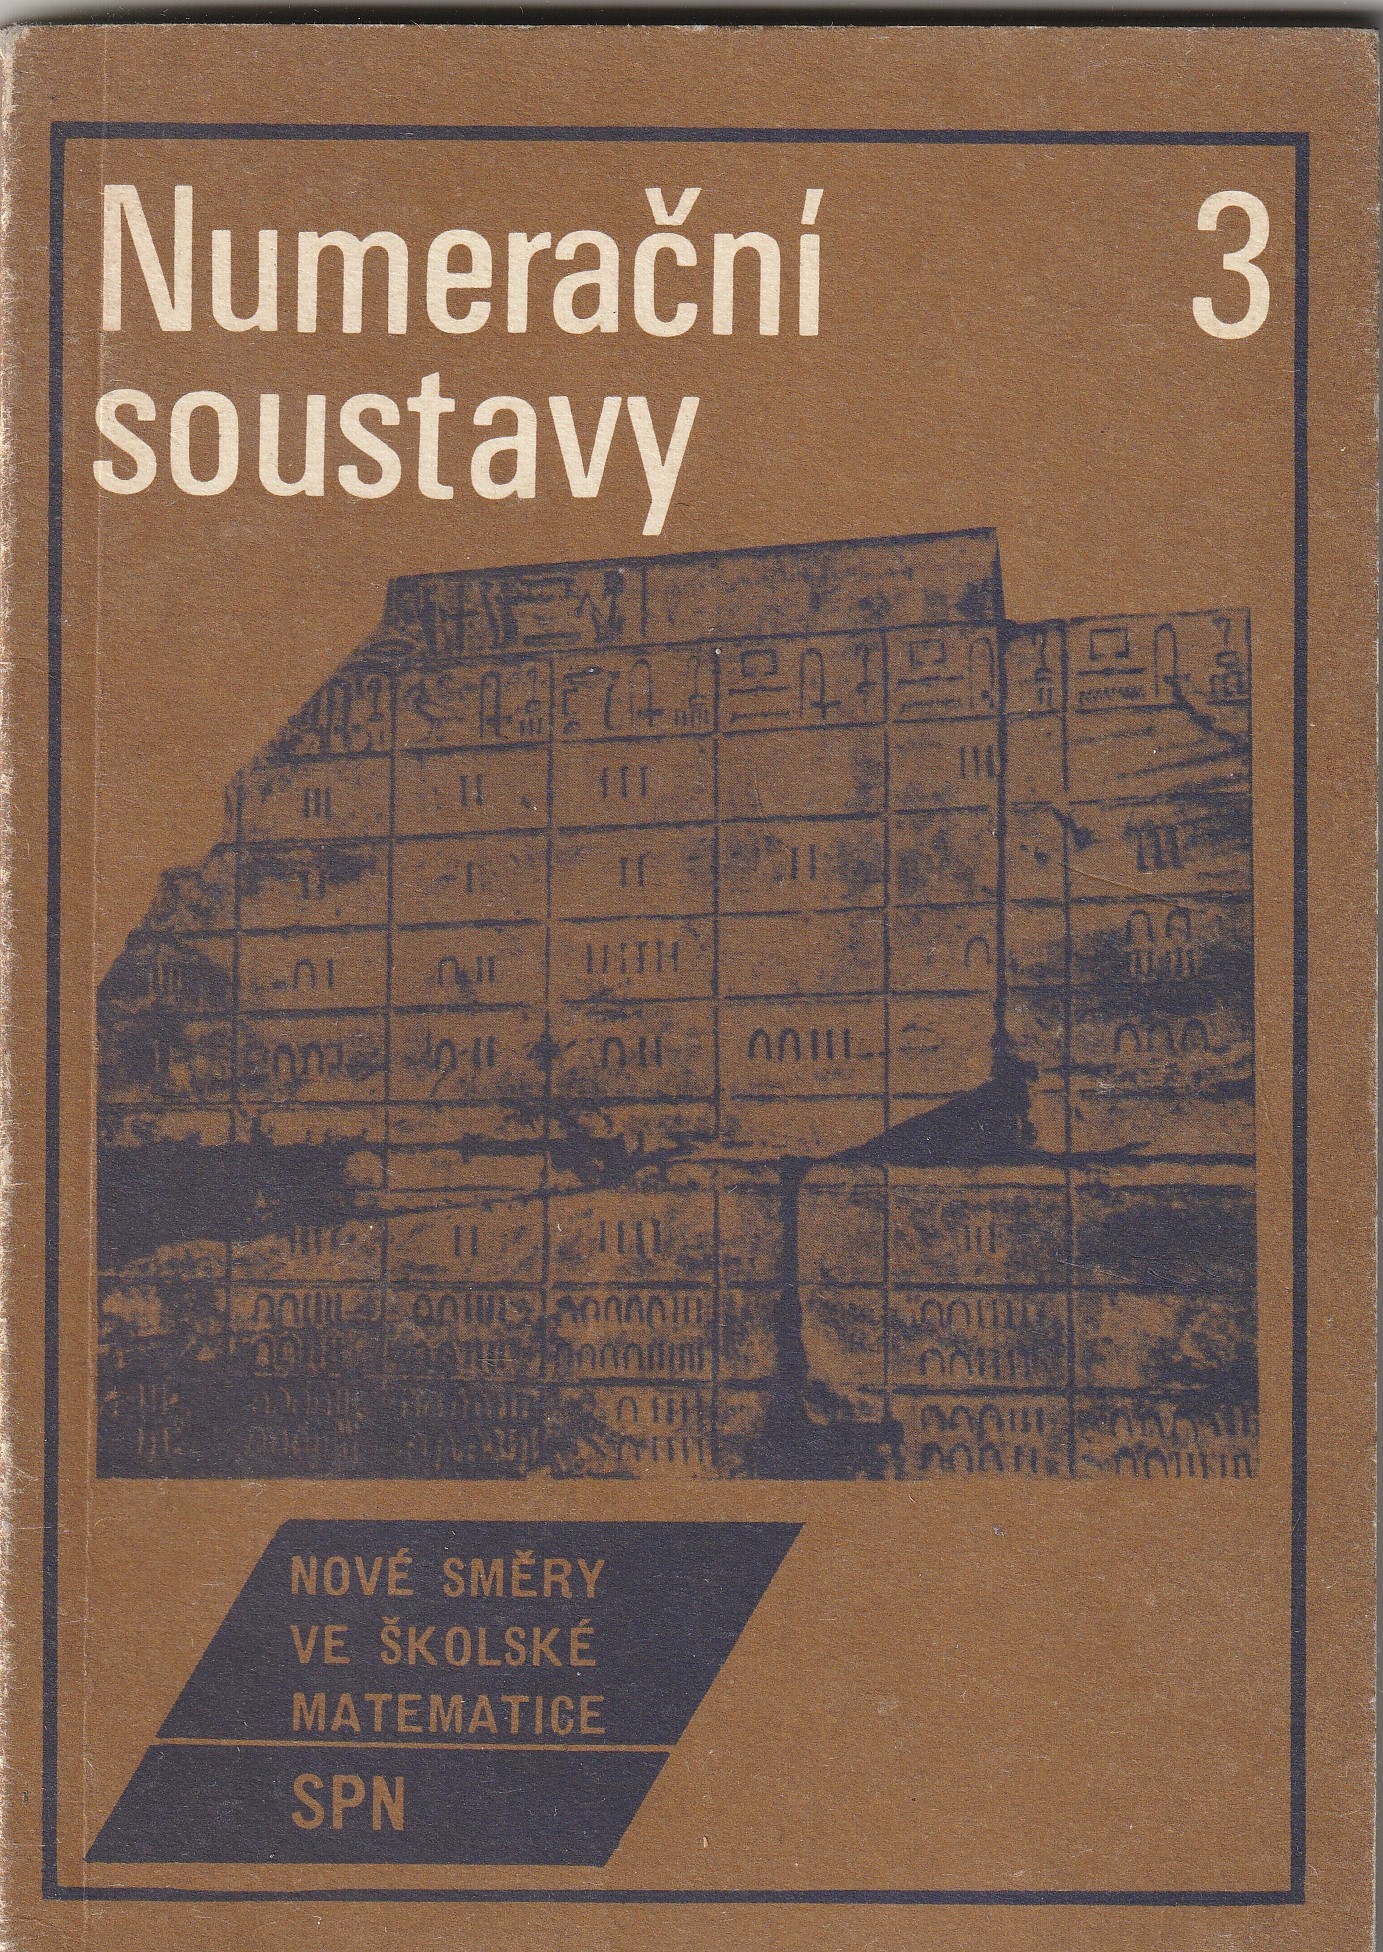 Numerační 3
soustavy
NOVÉ SMĚRY
VE ŠKOLSKÉ
MATEMATICE
SPN